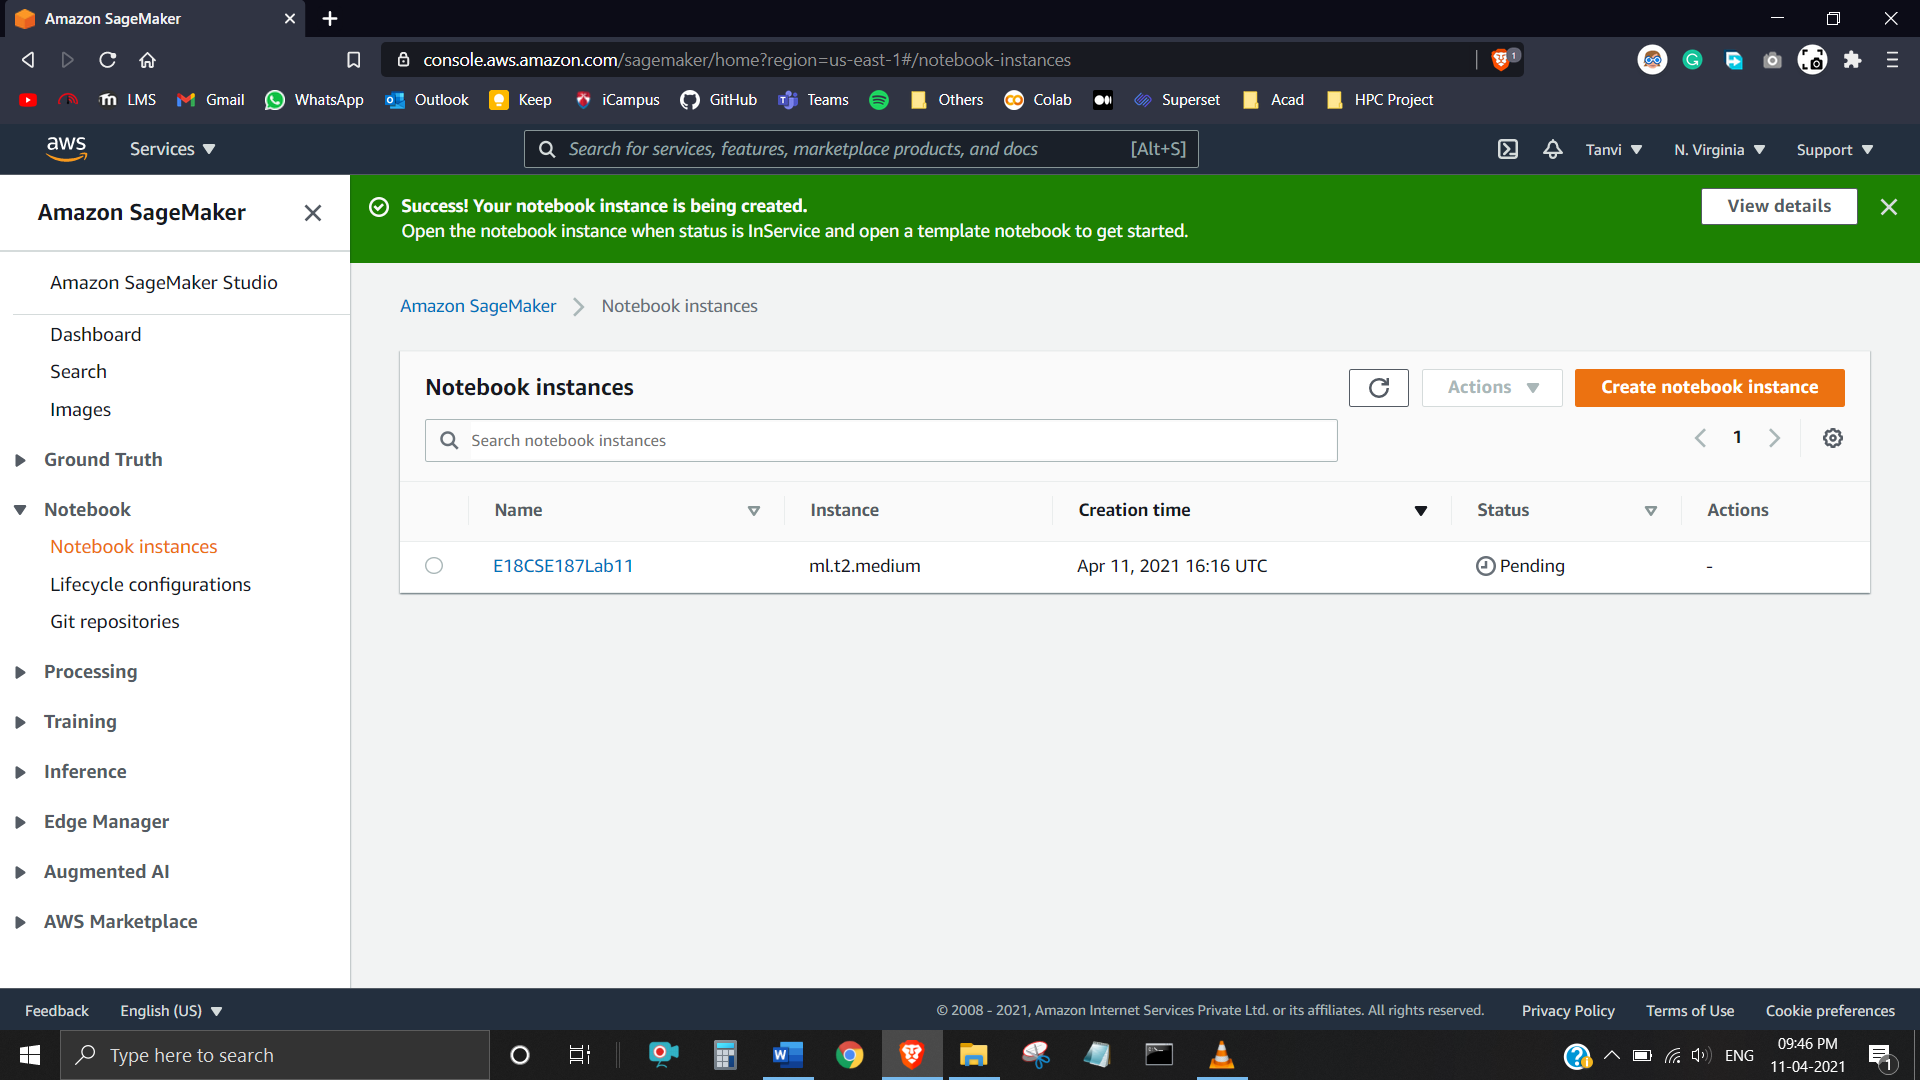 Amazon SageMaker
console.aws.amazon.com/sagemaker/home?region=us-east-1#/notebook-instances
1
LMS Gmail WhatsApp Outlook Keep iCampus GitHub Teams Others Colab Superset Acad HPC Project
aws Services Search for services, features, marketplace products, and docs [Alt+S] Tanvi N. Virginia Support
Amazon SageMaker
Amazon SageMaker Studio
Dashboard
Search
Images
Ground Truth
Notebook
Notebook instances
Lifecycle configurations
Git repositories
Processing
Training
Inference
Edge Manager
Augmented AI
AWS Marketplace
Success! Your notebook instance is being created.
Open the notebook instance when status is InService and open a template notebook to get started.
View details
Amazon SageMaker Notebook instances
Notebook instances
Actions Create notebook instance
Search notebook instances
1
Name Instance Creation time Status Actions
E18CSE187Lab11 ml.t2.medium Apr 11, 2021 16:16 UTC Pending -
Feedback English (US) © 2008 - 2021, Amazon Internet Services Private Ltd. or its affiliates. All rights reserved. Privacy Policy Terms of Use Cookie preferences
Type here to search
ENG
09:46 PM
11-04-2021
1